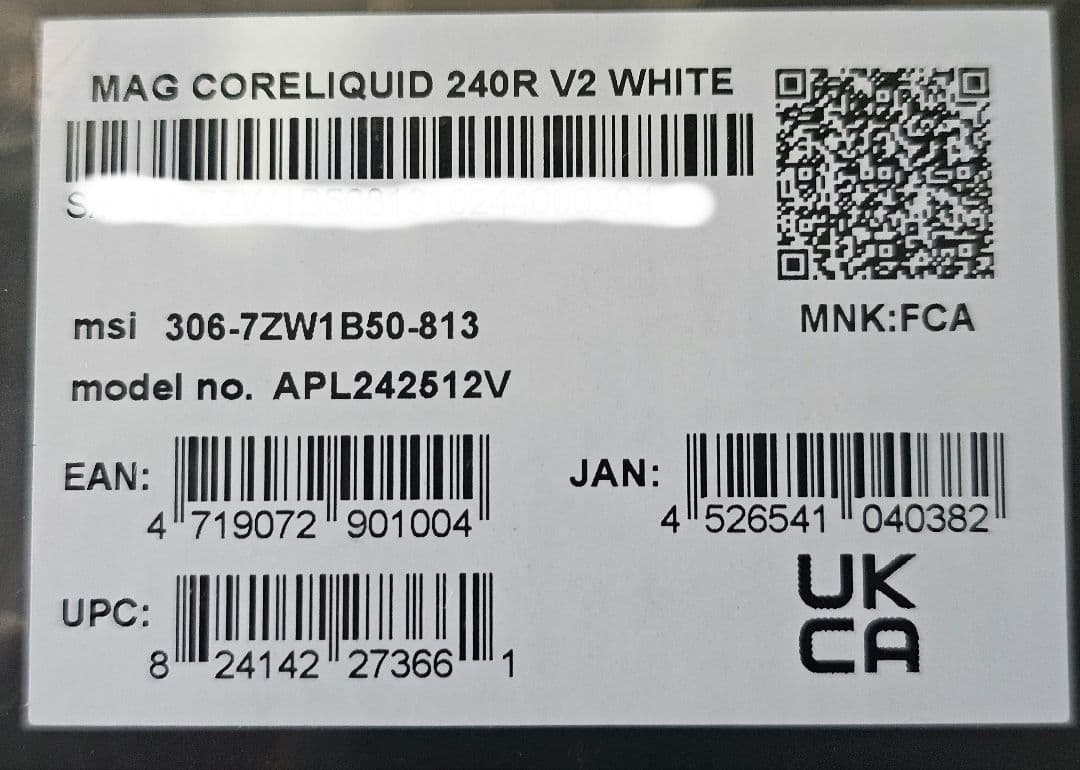 MAG CORELIQUID 240R V2 WHITE
msi 306-7ZW1B50-813
MNK:FCA
model no. APL242512V
EAN:
4 719072 901004
JAN:
4 526541 040382
UPC:
8 24142 27366 1
UK
CA